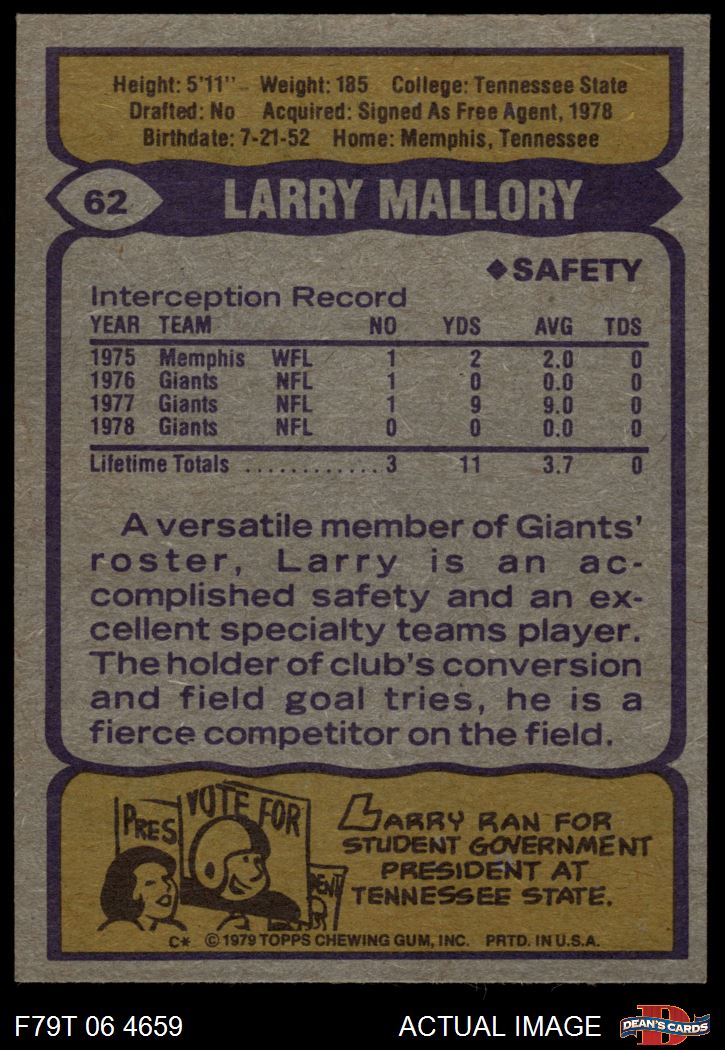 Height: 5'11" Weight: 185 College: Tennessee State
Drafted: No Acquired: Signed As Free Agent, 1978
Birthdate: 7-21-52 Home: Memphis, Tennessee
62 LARRY MALLORY
◆SAFETY
Interception Record
YEAR TEAM NO YDS AVG TDS
1975 Memphis WFL 1 2 2.0 0
1976 Giants NFL 1 0 0.0 0
1977 Giants NFL 1 9 9.0 0
1978 Giants NFL 0 0 0.0 0
Lifetime Totals ............ 3 11 3.7 0
A versatile member of Giants'
roster, Larry is an ac-
complished safety and an ex-
cellent specialty teams player.
The holder of club's conversion
and field goal tries, he is a
fierce competitor on the field.
PRES
VOTE FOR
ENT
LARRY RAN FOR
STUDENT GOVERNMENT
PRESIDENT AT
TENNESSEE STATE.
C* © 1979 TOPPS CHEWING GUM, INC. PRTD. IN U.S.A.
F79T 06 4659 ACTUAL IMAGE
D
DEAN'S CARDS